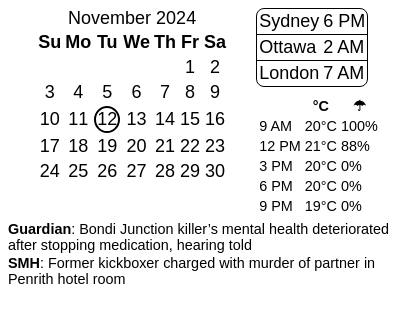 November 2024
Su Mo Tu We Th Fr Sa
1 2
3 4 5 6 7 8 9
10 11 12 13 14 15 16
17 18 19 20 21 22 23
24 25 26 27 28 29 30
Sydney 6 PM
Ottawa 2 AM
London 7 AM
°C ☂
9 AM 20°C 100%
12 PM 21°C 88%
3 PM 20°C 0%
6 PM 20°C 0%
9 PM 19°C 0%
Guardian: Bondi Junction killer’s mental health deteriorated
after stopping medication, hearing told
SMH: Former kickboxer charged with murder of partner in
Penrith hotel room